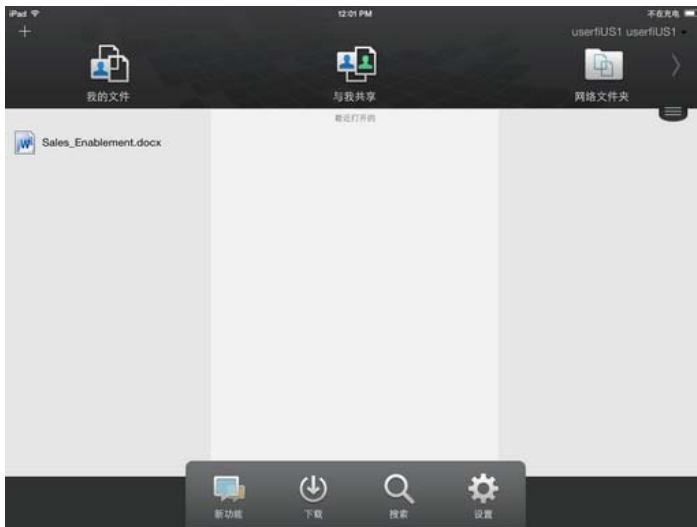 iPad 12:01 PM 不在充电
+ userfiUS1 userfiUS1
我的文件 与我共享 网络文件夹
最近打开的
Sales_Enablement.docx
新功能 下载 搜索 设置